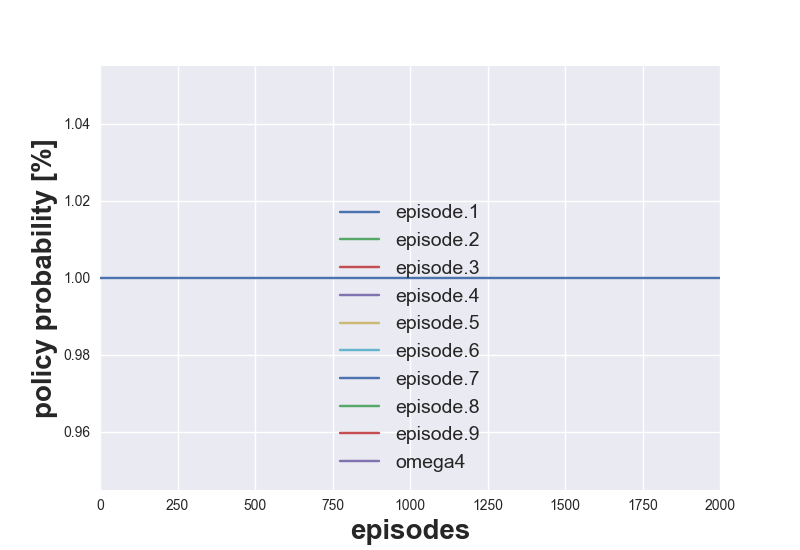 policy probability [%]
1.04
1.02
1.00
0.98
0.96
episode.1
episode.2
episode.3
episode.4
episode.5
episode.6
episode.7
episode.8
episode.9
omega4
0 250 500 750 1000 1250 1500 1750 2000
episodes